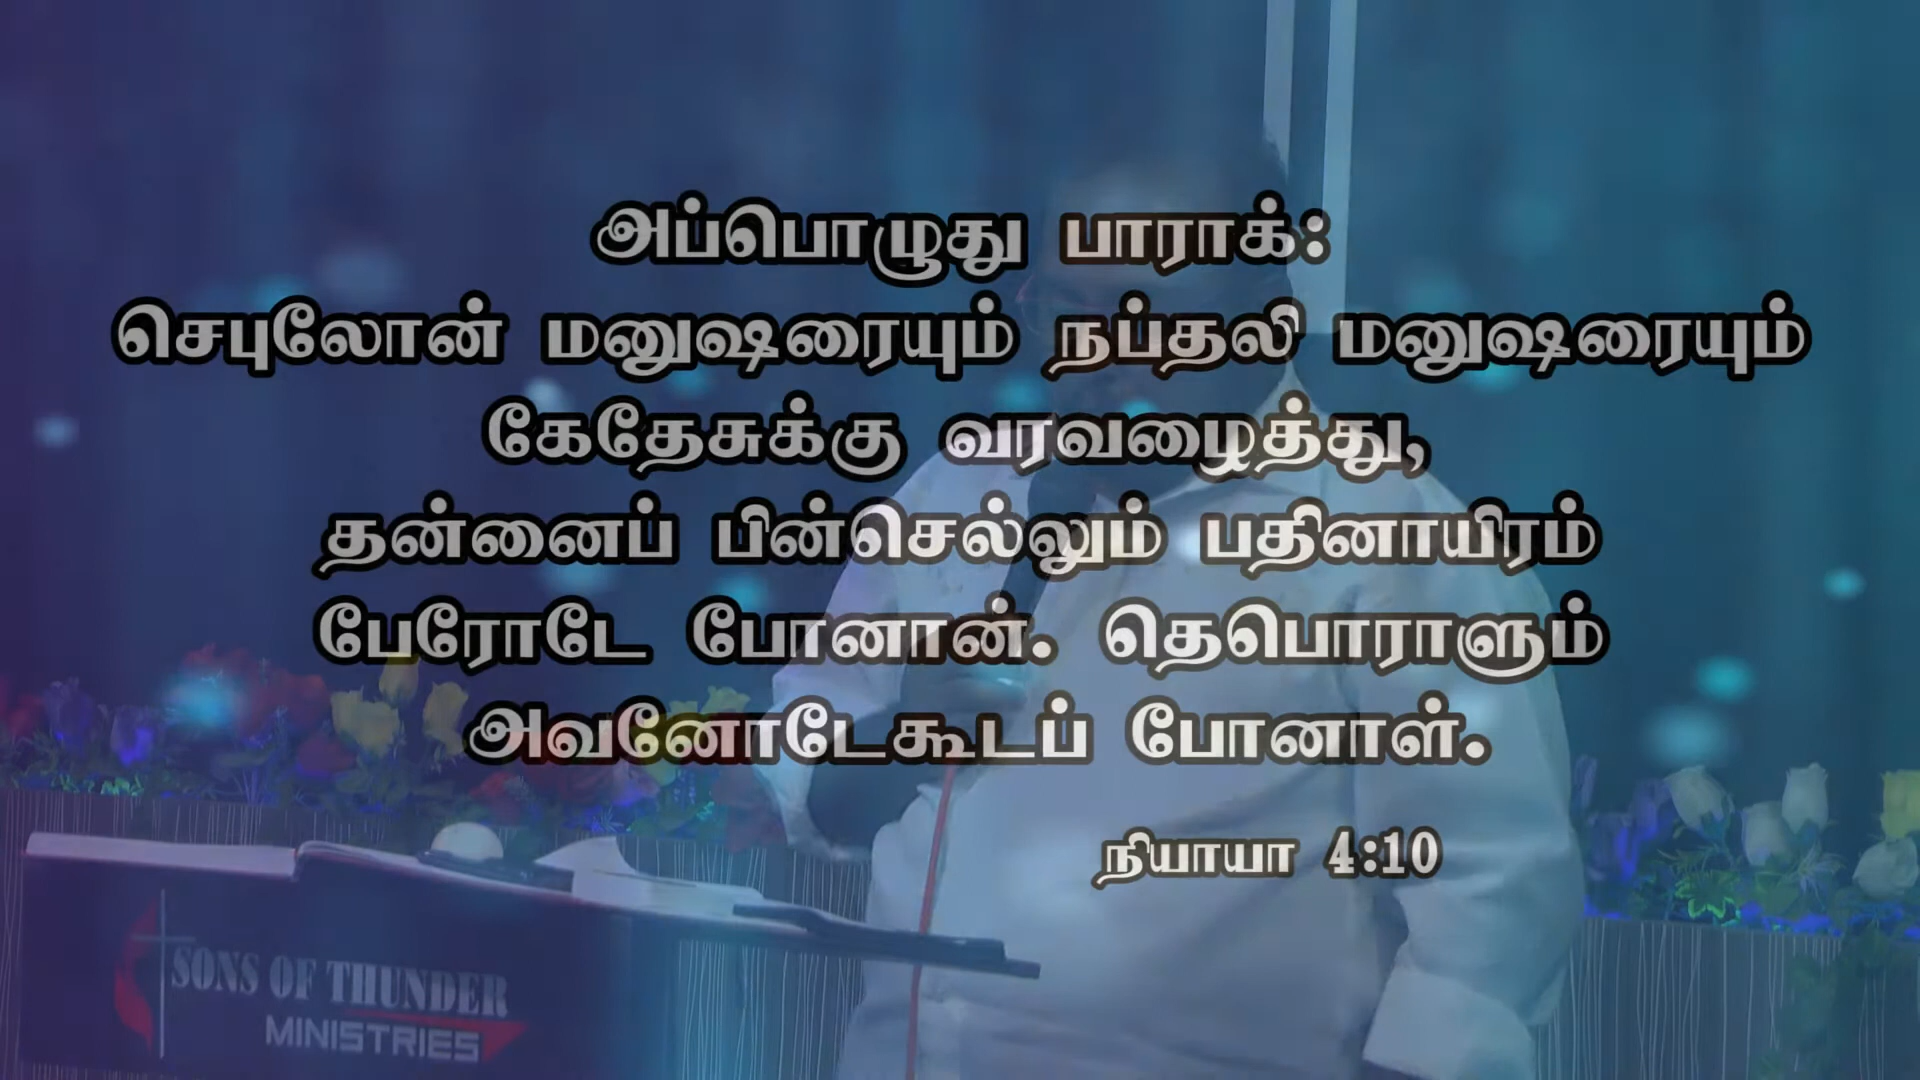 அப்பொழுது பாராக்:
செபுலோன் மனுஷரையும் நப்தலி மனுஷரையும்
கேதேசுக்கு வரவழைத்து,
தன்னைப் பின்செல்லும் பதினாயிரம்
பேரோடே போனான். தெபொராளும்
அவனோடேகூடப் போனாள்.
நியாயா 4:10
SONS OF THUNDER
MINISTRIES